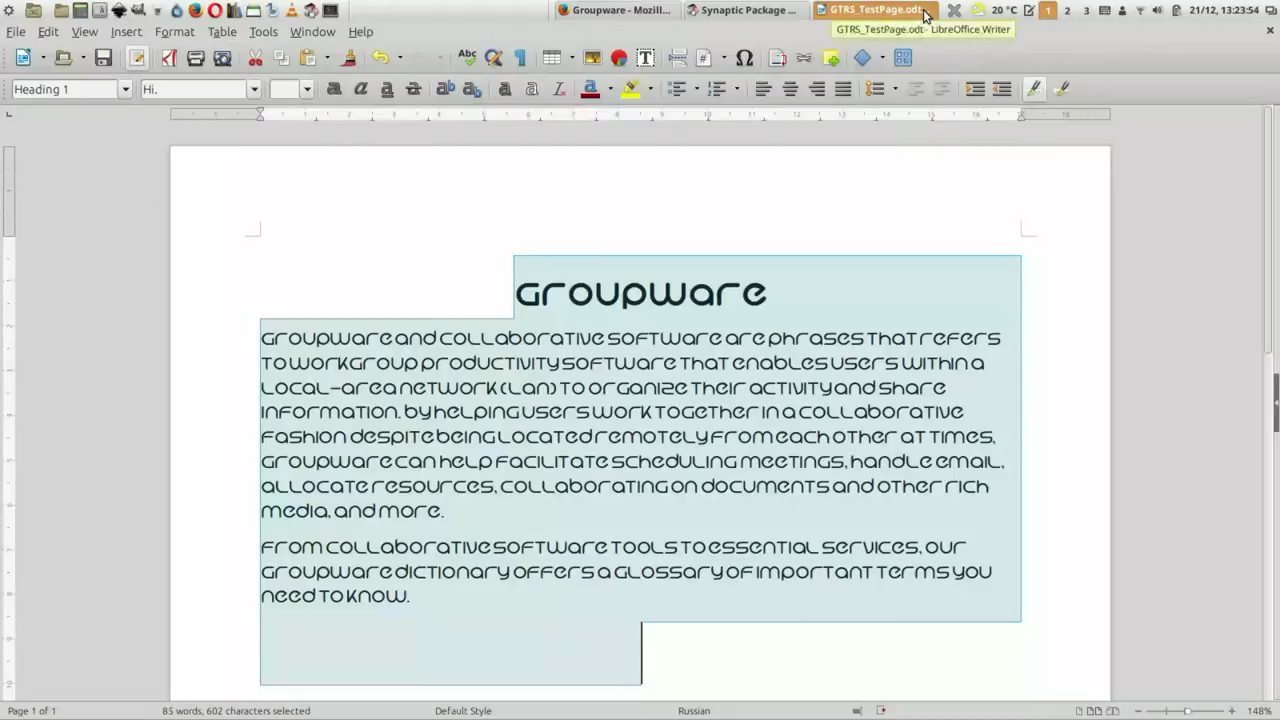 Groupware - Mozill...
Synaptic Package ...
GTRS_TestPage.odt
20 °C
1
2
3
21/12, 13:23:54
File Edit View Insert Format Table Tools Window Help
GTRS_TestPage.odt - LibreOffice Writer
Heading 1
Hi.
Groupware
Groupware and collaborative software are phrases that refers
to workgroup productivity software that enables users within a
local-area network (LAN) to organize their activity and share
information. By helping users work together in a collaborative
fashion despite being located remotely from each other at times,
groupware can help facilitate scheduling meetings, handle email,
allocate resources, collaborating on documents and other rich
media, and more.
From collaborative software tools to essential services, our
groupware dictionary offers a glossary of important terms you
need to know.
Page 1 of 1
85 words, 602 characters selected
Default Style
Russian
148%